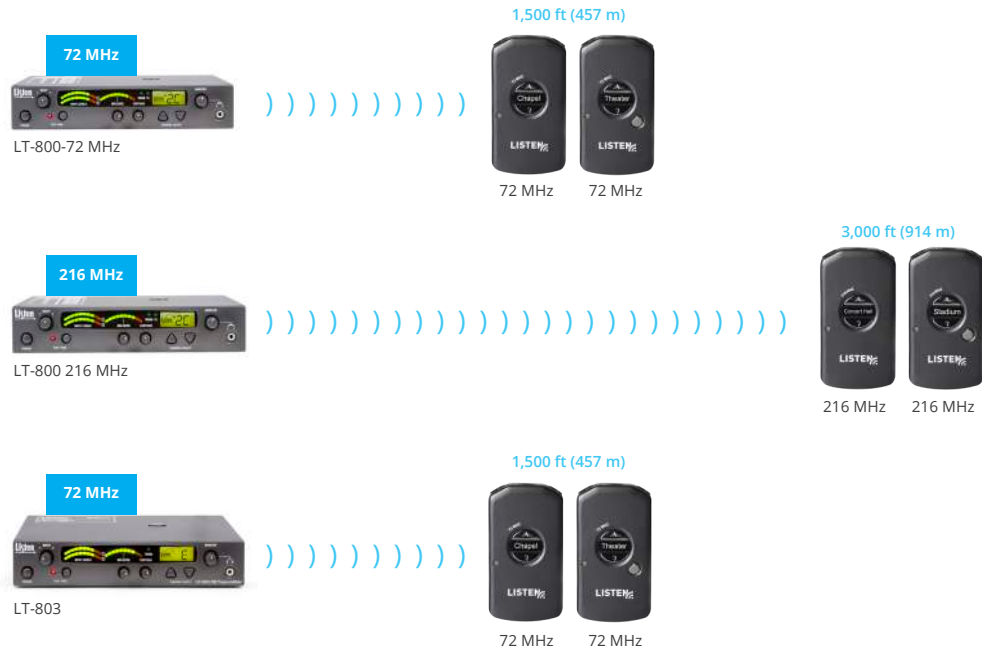 1,500 ft (457 m)
72 MHz
Chapel
Theater
LISTEN
LISTEN
LT-800-72 MHz
72 MHz 72 MHz
3,000 ft (914 m)
216 MHz
Concert Hall
Stadium
LISTEN
LISTEN
LT-800 216 MHz
216 MHz 216 MHz
1,500 ft (457 m)
72 MHz
Chapel
Theater
LISTEN
LISTEN
LT-803
72 MHz 72 MHz